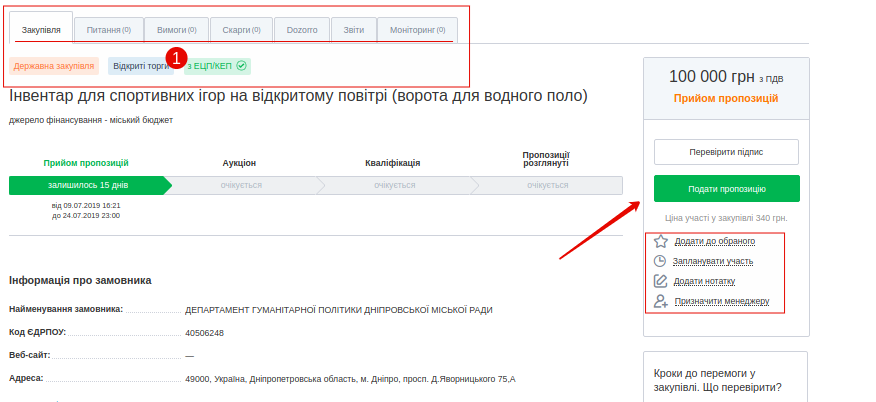 Закупівля Питання (0) Вимоги (0) Скарги (0) Dozorro Звіти Моніторинг (0)
Державна закупівля Відкриті торги 1 з ЕЦП/КЕП
Інвентар для спортивних ігор на відкритому повітрі (ворота для водного поло)
джерело фінансування - міський бюджет
Прийом пропозицій Аукціон Кваліфікація Пропозиції
розглянуті
залишилось 15 днів очікується очікується очікується
від 09.07.2019 16:21
до 24.07.2019 23:00
Інформація про замовника
Найменування замовника: ДЕПАРТАМЕНТ ГУМАНІТАРНОЇ ПОЛІТИКИ ДНІПРОВСЬКОЇ МІСЬКОЇ РАДИ
Код ЄДРПОУ: 40506248
Веб-сайт: —
Адреса: 49000, Україна, Дніпропетровська область, м. Дніпро, просп. Д.Яворницького 75,А
100 000 грн з ПДВ
Прийом пропозицій
Перевірити підпис
Подати пропозицію
Ціна участі у закупівлі 340 грн.
Додати до обраного
Запланувати участь
Додати нотатку
Призначити менеджеру
Кроки до перемоги у
закупівлі. Що перевірити?